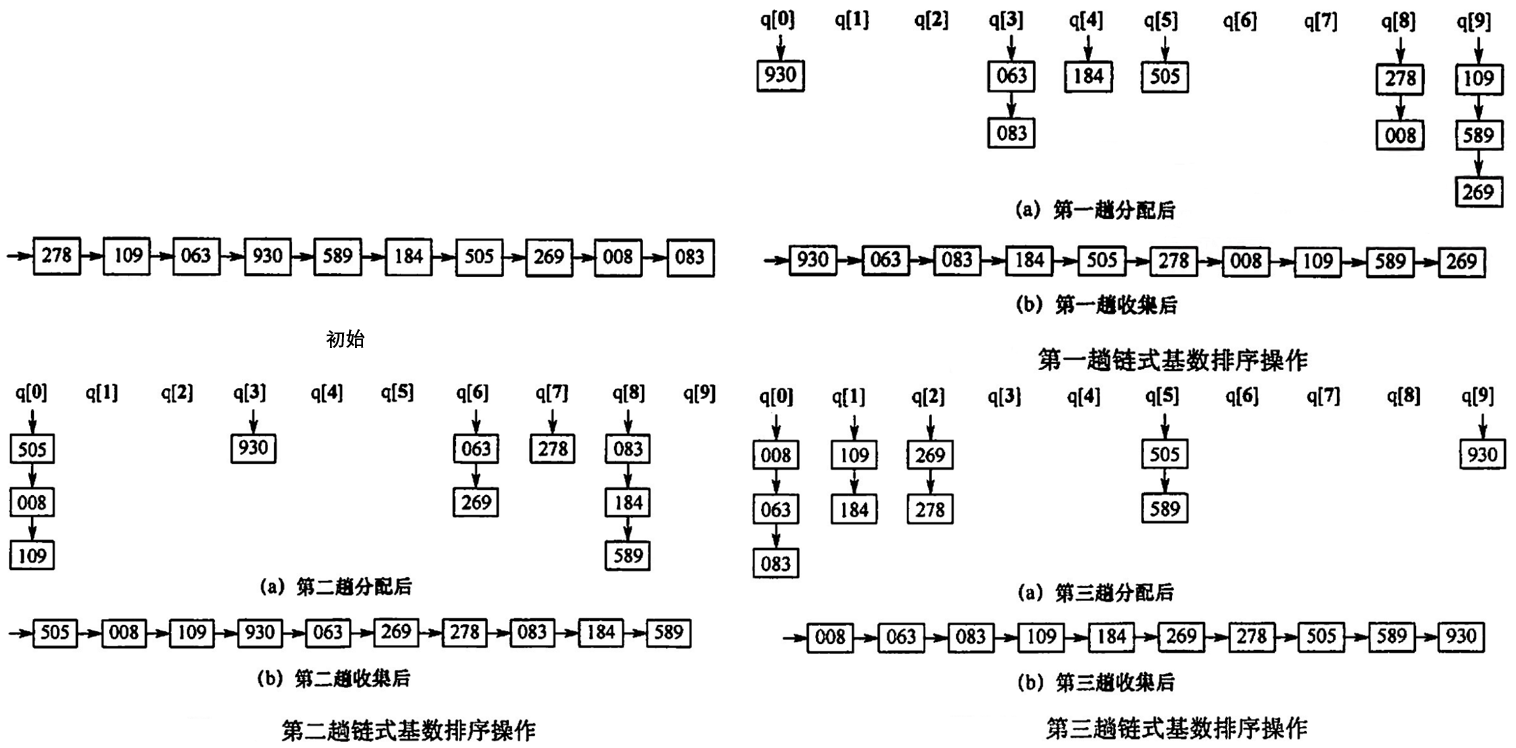 278 109 063 930 589 184 505 269 008 083
初始
q[0] q[1] q[2] q[3] q[4] q[5] q[6] q[7] q[8] q[9]
930 063 184 505 278 109
083 008 589
269
(a) 第一趟分配后
930 063 083 184 505 278 008 109 589 269
(b) 第一趟收集后
第一趟链式基数排序操作
q[0] q[1] q[2] q[3] q[4] q[5] q[6] q[7] q[8] q[9]
505 930 063 278 083
008 269 184
109 589
(a) 第二趟分配后
505 008 109 930 063 269 278 083 184 589
(b) 第二趟收集后
第二趟链式基数排序操作
q[0] q[1] q[2] q[3] q[4] q[5] q[6] q[7] q[8] q[9]
008 109 269 505 930
063 184 278 589
083
(a) 第三趟分配后
008 063 083 109 184 269 278 505 589 930
(b) 第三趟收集后
第三趟链式基数排序操作